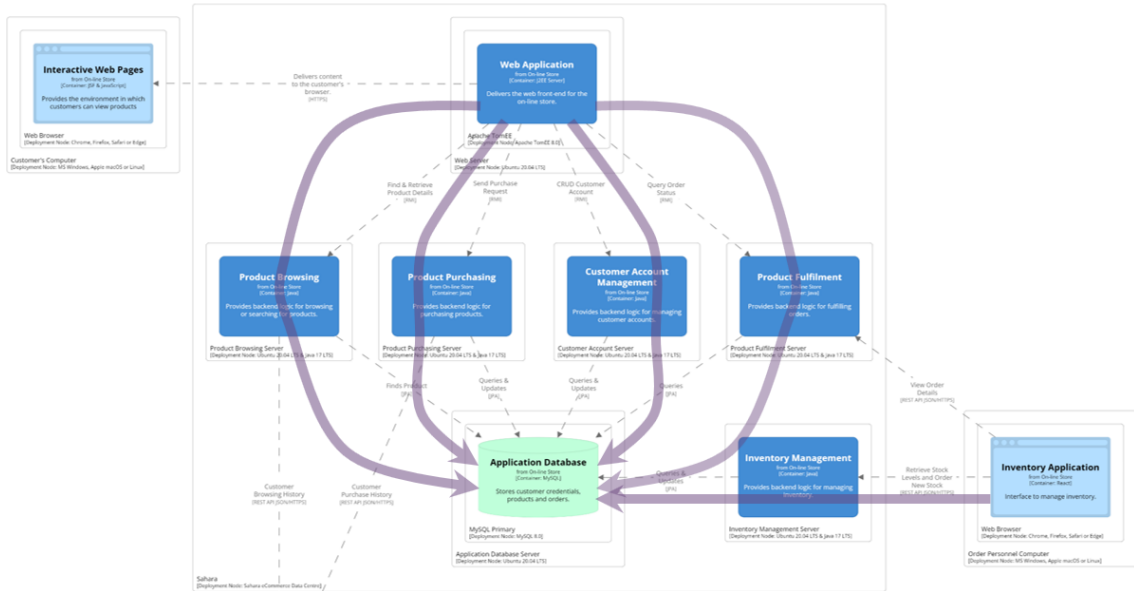 Interactive Web Pages
from On-line Store
[Container: JSF & JavaScript]
Provides the environment in which
customers can view products
Web Browser
[Deployment Node: Chrome, Firefox, Safari or Edge]
Customer's Computer
[Deployment Node: MS Windows, Apple macOS or Linux]
Delivers content
to the customer's
browser.
[HTTPS]
Web Application
from On-line Store
[Container: J2EE Server]
Delivers the web front-end for the
on-line store.
Apache TomEE
[Deployment Node: Apache TomEE 8.0]
Web Server
[Deployment Node: Ubuntu 20.04 LTS]
Find & Retrieve
Product Details
[RMI]
Send Purchase
Request
[RMI]
CRUD Customer
Account
[RMI]
Query Order
Status
[RMI]
Product Browsing
from On-line Store
[Container: Java]
Provides backend logic for browsing
or searching for products.
Product Browsing Server
[Deployment Node: Ubuntu 20.04 LTS & Java 17 LTS]
Product Purchasing
from On-line Store
[Container: Java]
Provides backend logic for
purchasing products.
Product Purchasing Server
[Deployment Node: Ubuntu 20.04 LTS & Java 17 LTS]
Customer Account
Management
from On-line Store
[Container: Java]
Provides backend logic for managing
customer accounts.
Customer Account Server
[Deployment Node: Ubuntu 20.04 LTS & Java 17 LTS]
Product Fulfilment
from On-line Store
[Container: Java]
Provides backend logic for fulfilling
orders.
Product Fulfilment Server
[Deployment Node: Ubuntu 20.04 LTS & Java 17 LTS]
Finds Product
[JPA]
Queries &
Updates
[JPA]
Queries &
Updates
[JPA]
Queries
[JPA]
View Order
Details
[REST API JSON/HTTPS]
Customer
Browsing History
[REST API JSON/HTTPS]
Customer
Purchase History
[REST API JSON/HTTPS]
Application Database
from On-line Store
[Container: MySQL]
Stores customer credentials,
products and orders.
MySQL Primary
[Deployment Node: MySQL 8.0]
Application Database Server
[Deployment Node: Ubuntu 20.04 LTS]
Queries &
Updates
[JPA]
Inventory Management
from On-line Store
[Container: Java]
Provides backend logic for managing
inventory
Inventory Management Server
[Deployment Node: Ubuntu 20.04 LTS & Java 17 LTS]
Retrieve Stock
Levels and Order
New Stock
[REST API JSON/HTTPS]
Inventory Application
from On-line Store
[Container: React]
Interface to manage inventory.
Web Browser
[Deployment Node: Chrome, Firefox, Safari or Edge]
Order Personnel Computer
[Deployment Node: MS Windows, Apple macOS or Linux]
Sahara
[Deployment Node: Sahara eCommerce Data Centre]